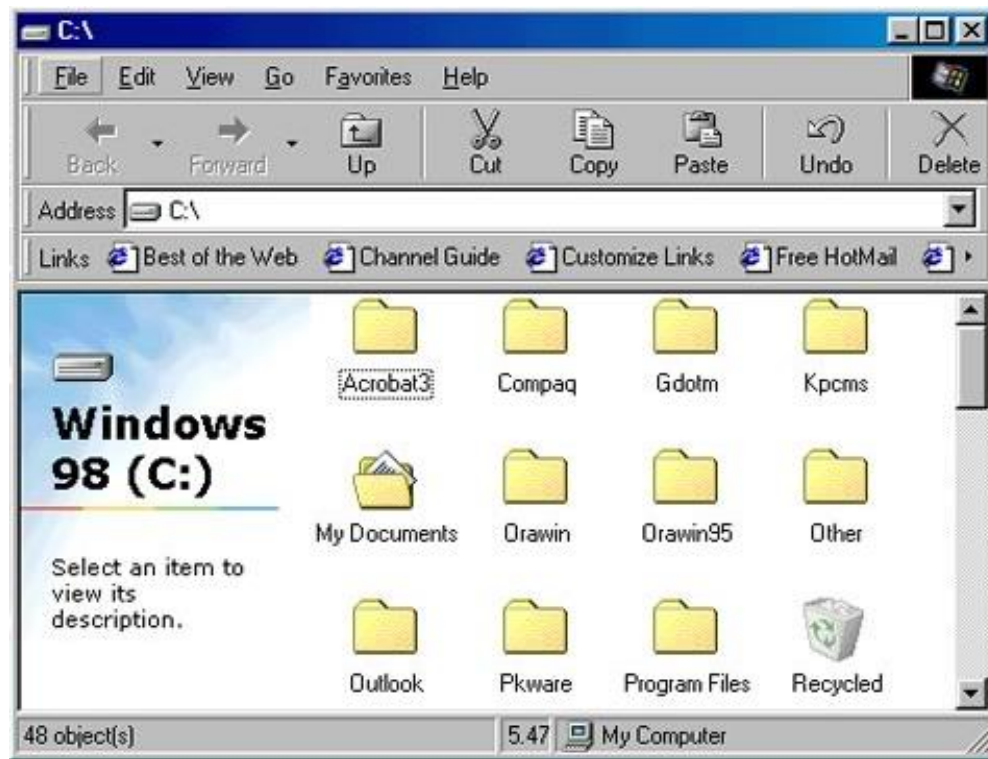 C:\
File Edit View Go Favorites Help
Back Forward Up Cut Copy Paste Undo Delete
Address C:\
Links Best of the Web Channel Guide Customize Links Free HotMail
Windows
98 (C:)
Select an item to
view its
description.
Acrobat3 Compaq Gdotm Kpcms
My Documents Orawin Orawin95 Other
Outlook Pkware Program Files Recycled
48 object(s) 5.47 My Computer